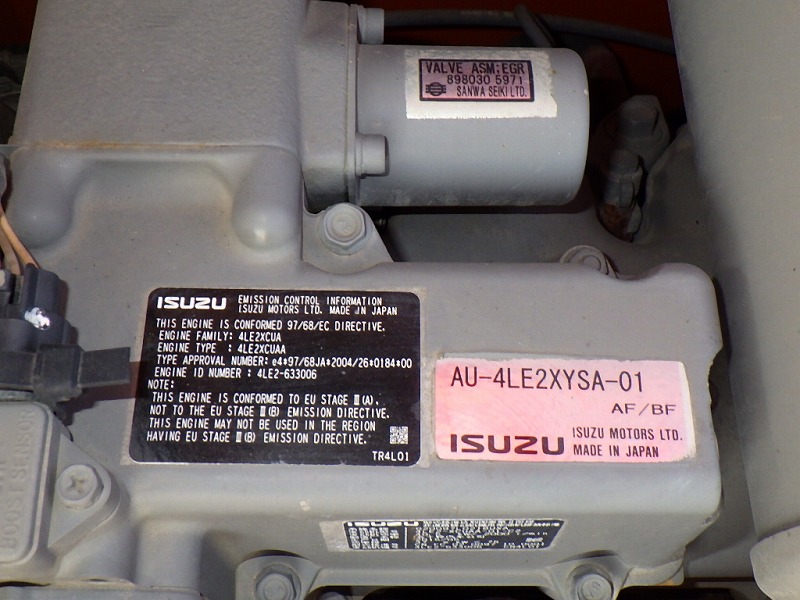 VALVE ASM;EGR
898030 5971
SANWA SEIKI LTD.
ISUZU EMISSION CONTROL INFORMATION
ISUZU MOTORS LTD. MADE IN JAPAN
THIS ENGINE IS CONFORMED 97/68/EC DIRECTIVE.
ENGINE FAMILY: 4LE2XCUA
ENGINE TYPE : 4LE2XCUAA
TYPE APPROVAL NUMBER: e4*97/68JA*2004/26*0184*00
ENGINE ID NUMBER : 4LE2-633006
NOTE:
THIS ENGINE IS CONFORMED TO EU STAGE Ⅲ(A).
NOT TO THE EU STAGE Ⅲ(B) EMISSION DIRECTIVE.
THIS ENGINE MAY NOT BE USED IN THE REGION
HAVING EU STAGE Ⅲ(B) EMISSION DIRECTIVE.
TR4L01
AU-4LE2XYSA-01
AF/BF
ISUZU ISUZU MOTORS LTD.
MADE IN JAPAN
ISUZU
BOOST SENSOR